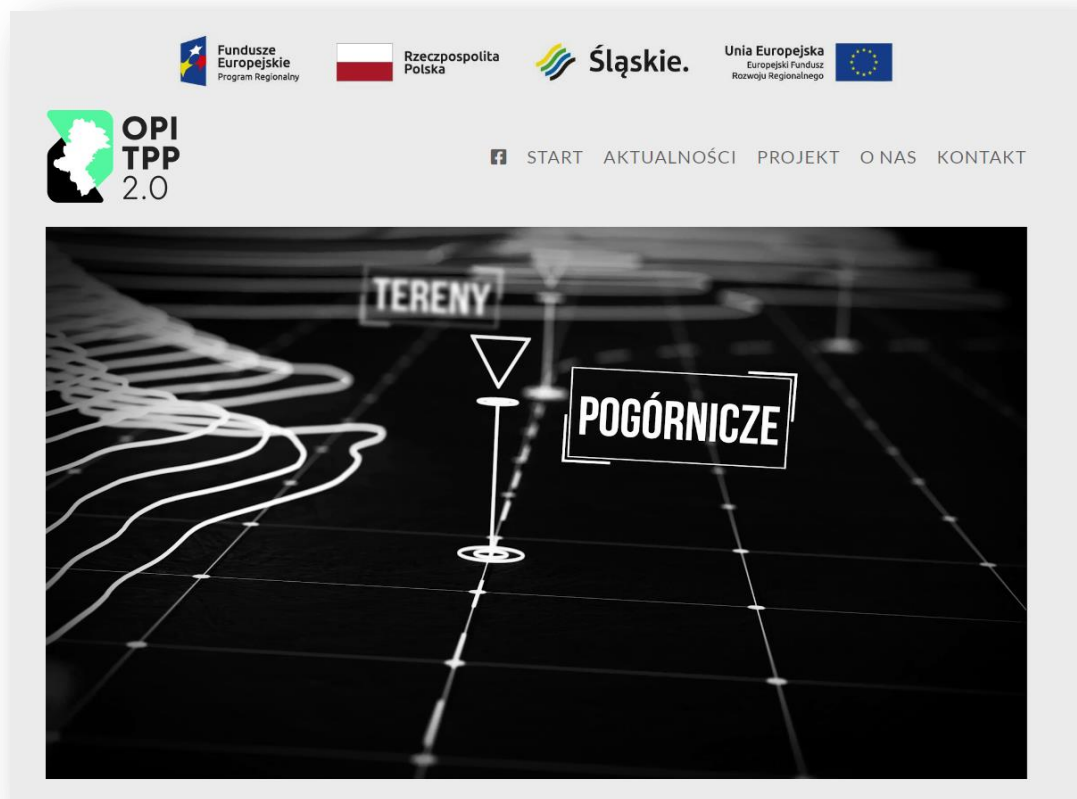 Fundusze
Europejskie
Program Regionalny
Rzeczpospolita
Polska
Śląskie.
Unia Europejska
Europejski Fundusz
Rozwoju Regionalnego
OPI
TPP
2.0
START AKTUALNOŚCI PROJEKT O NAS KONTAKT
TERENY
POGÓRNICZE